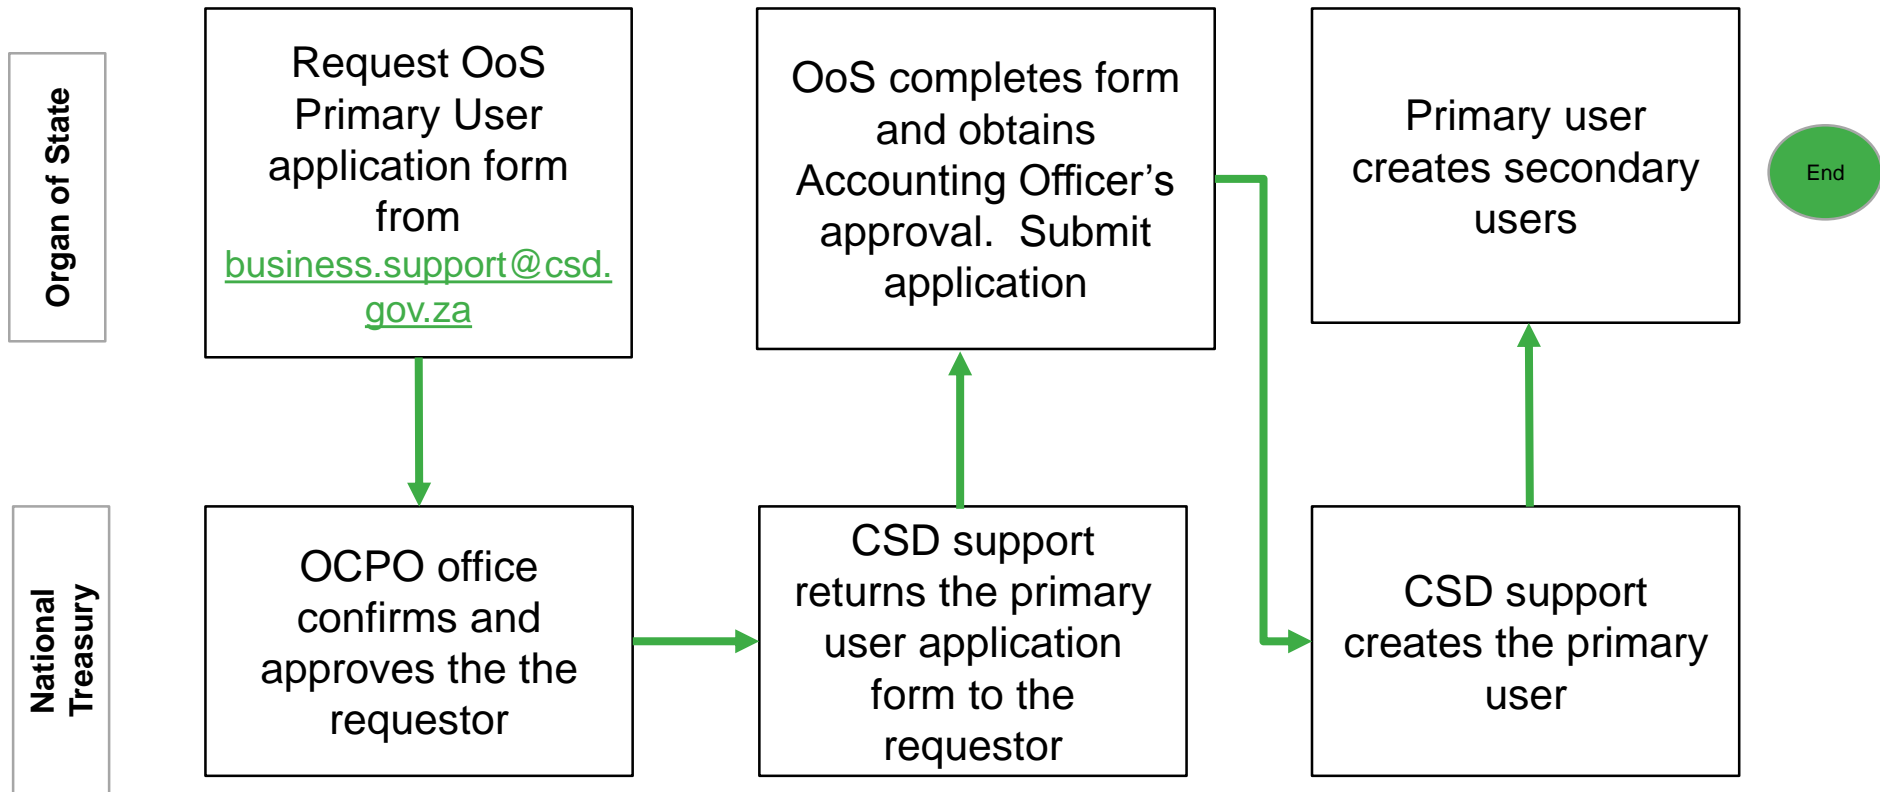 Organ of State
Request OoS
Primary User
application form
from
business.support@csd.
gov.za
OoS completes form
and obtains
Accounting Officer’s
approval.  Submit
application
Primary user
creates secondary
users
End
National
Treasury
OCPO office
confirms and
approves the the
requestor
CSD support
returns the primary
user application
form to the
requestor
CSD support
creates the primary
user